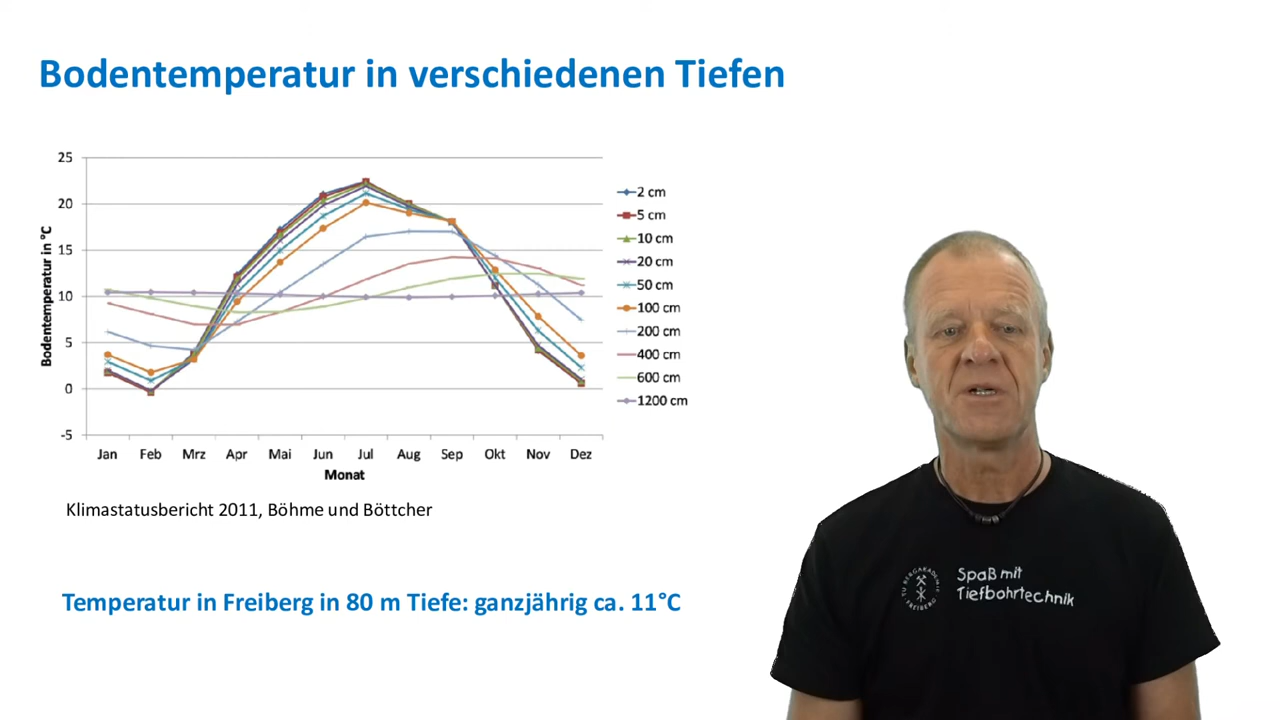 Bodentemperatur in verschiedenen Tiefen
25
20
15
10
5
0
-5
Bodentemperatur in °C
Jan Feb Mrz Apr Mai Jun Jul Aug Sep Okt Nov Dez
Monat
2 cm
5 cm
10 cm
20 cm
50 cm
100 cm
200 cm
400 cm
600 cm
1200 cm
Klimastatusbericht 2011, Böhme und Böttcher
Temperatur in Freiberg in 80 m Tiefe: ganzjährig ca. 11°C
TU BERGAKADEMIE FREIBERG
Spaß mit
Tiefbohrtechnik